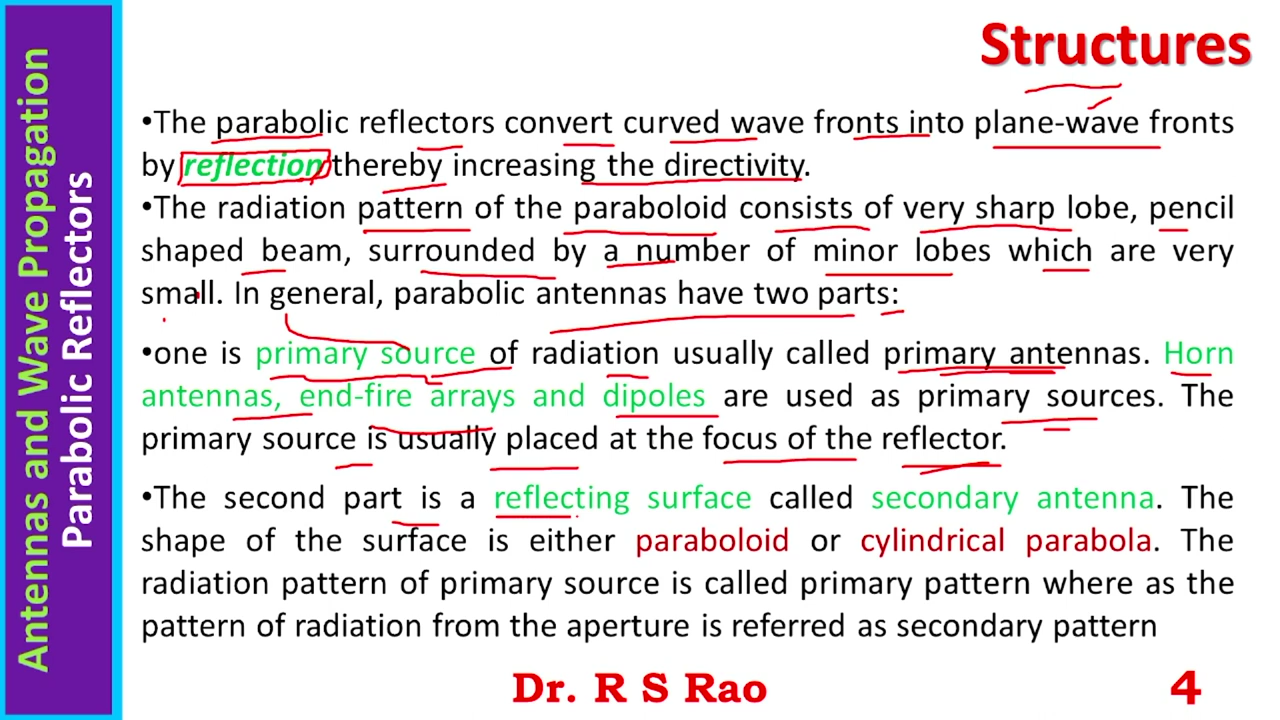 Antennas and Wave Propagation
Parabolic Reflectors
Structures
•The parabolic reflectors convert curved wave fronts into plane-wave fronts
by reflection thereby increasing the directivity.
•The radiation pattern of the paraboloid consists of very sharp lobe, pencil
shaped beam, surrounded by a number of minor lobes which are very
small. In general, parabolic antennas have two parts:
•one is primary source of radiation usually called primary antennas. Horn
antennas, end-fire arrays and dipoles are used as primary sources. The
primary source is usually placed at the focus of the reflector.
•The second part is a reflecting surface called secondary antenna. The
shape of the surface is either paraboloid or cylindrical parabola. The
radiation pattern of primary source is called primary pattern where as the
pattern of radiation from the aperture is referred as secondary pattern
Dr. R S Rao
4